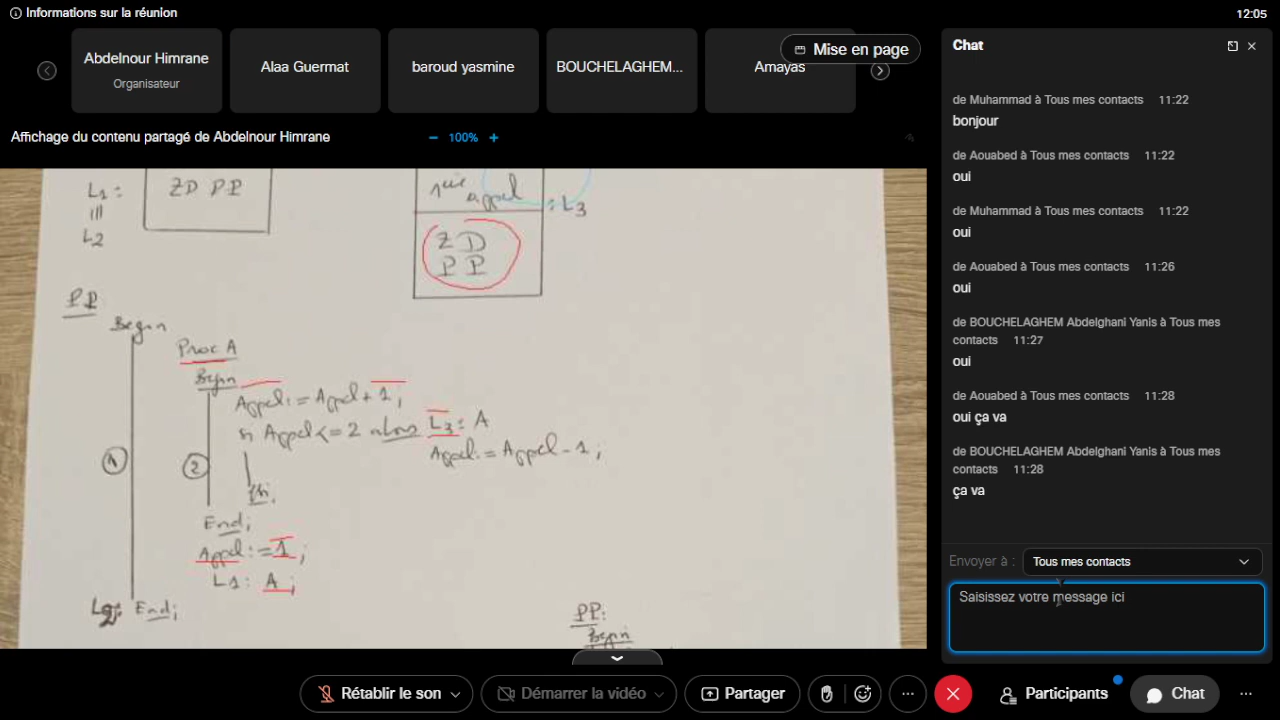 Informations sur la réunion
12:05
Abdelnour Himrane
Organisateur
Alaa Guermat
baroud yasmine
BOUCHELAGHEM...
Amayas
Mise en page
Affichage du contenu partagé de Abdelnour Himrane
− 100% +
L1 :
L2
ZD PP
1ère appel
: L3
ZD
PP
PP
Begin
Proc A
Begin
Appel:= Appel + 1;
si Appel <= 2 alors L3: A
Appel:= Appel - 1;
fsi.
End;
Appel := 1;
L1: A;
L2: End;
1
2
PP:
Begin
Chat
de Muhammad à Tous mes contacts 11:22
bonjour
de Aouabed à Tous mes contacts 11:22
oui
de Muhammad à Tous mes contacts 11:22
oui
de Aouabed à Tous mes contacts 11:26
oui
de BOUCHELAGHEM Abdelghani Yanis à Tous mes
contacts 11:27
oui
de Aouabed à Tous mes contacts 11:28
oui ça va
de BOUCHELAGHEM Abdelghani Yanis à Tous mes
contacts 11:28
ça va
Envoyer à : Tous mes contacts
Saisissez votre message ici
Rétablir le son
Démarrer la vidéo
Partager
Participants
Chat